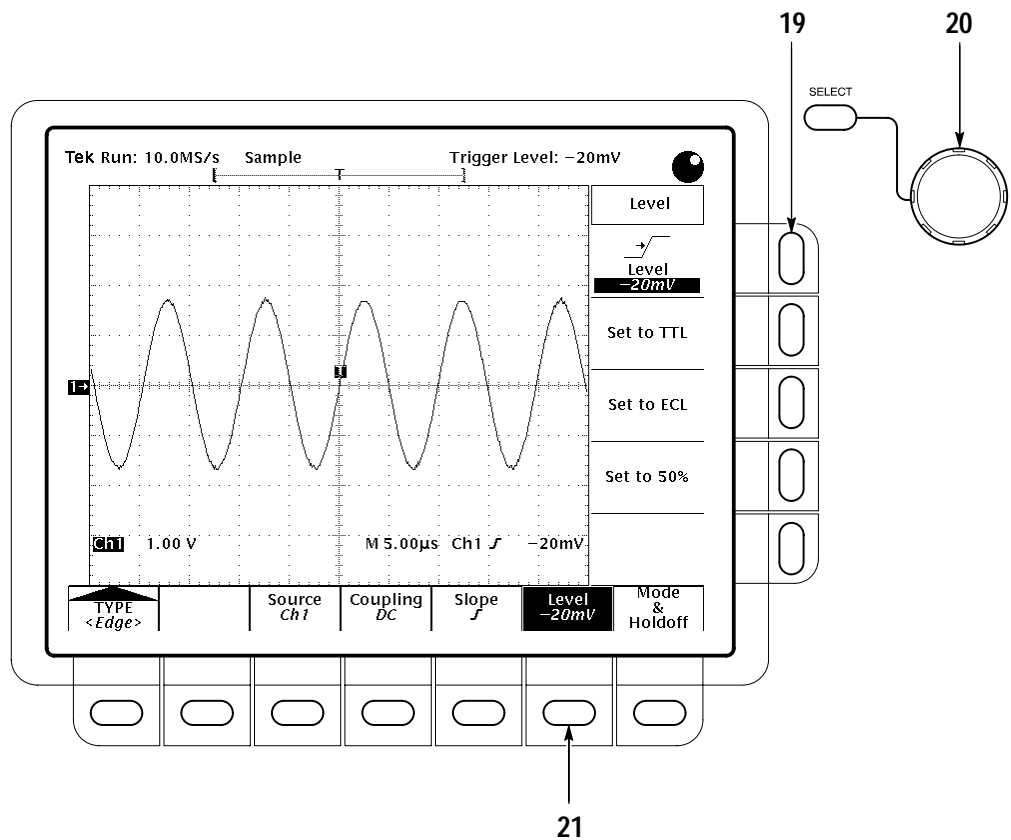 19
20
SELECT
Tek Run: 10.0MS/s Sample Trigger Level: −20mV
T
Level
Level
−20mV
Set to TTL
T
1→
Set to ECL
Set to 50%
Ch1 1.00 V M 5.00µs Ch1 −20mV
TYPE
<Edge>
Source
Ch1
Coupling
DC
Slope
Level
−20mV
Mode
&
Holdoff
21